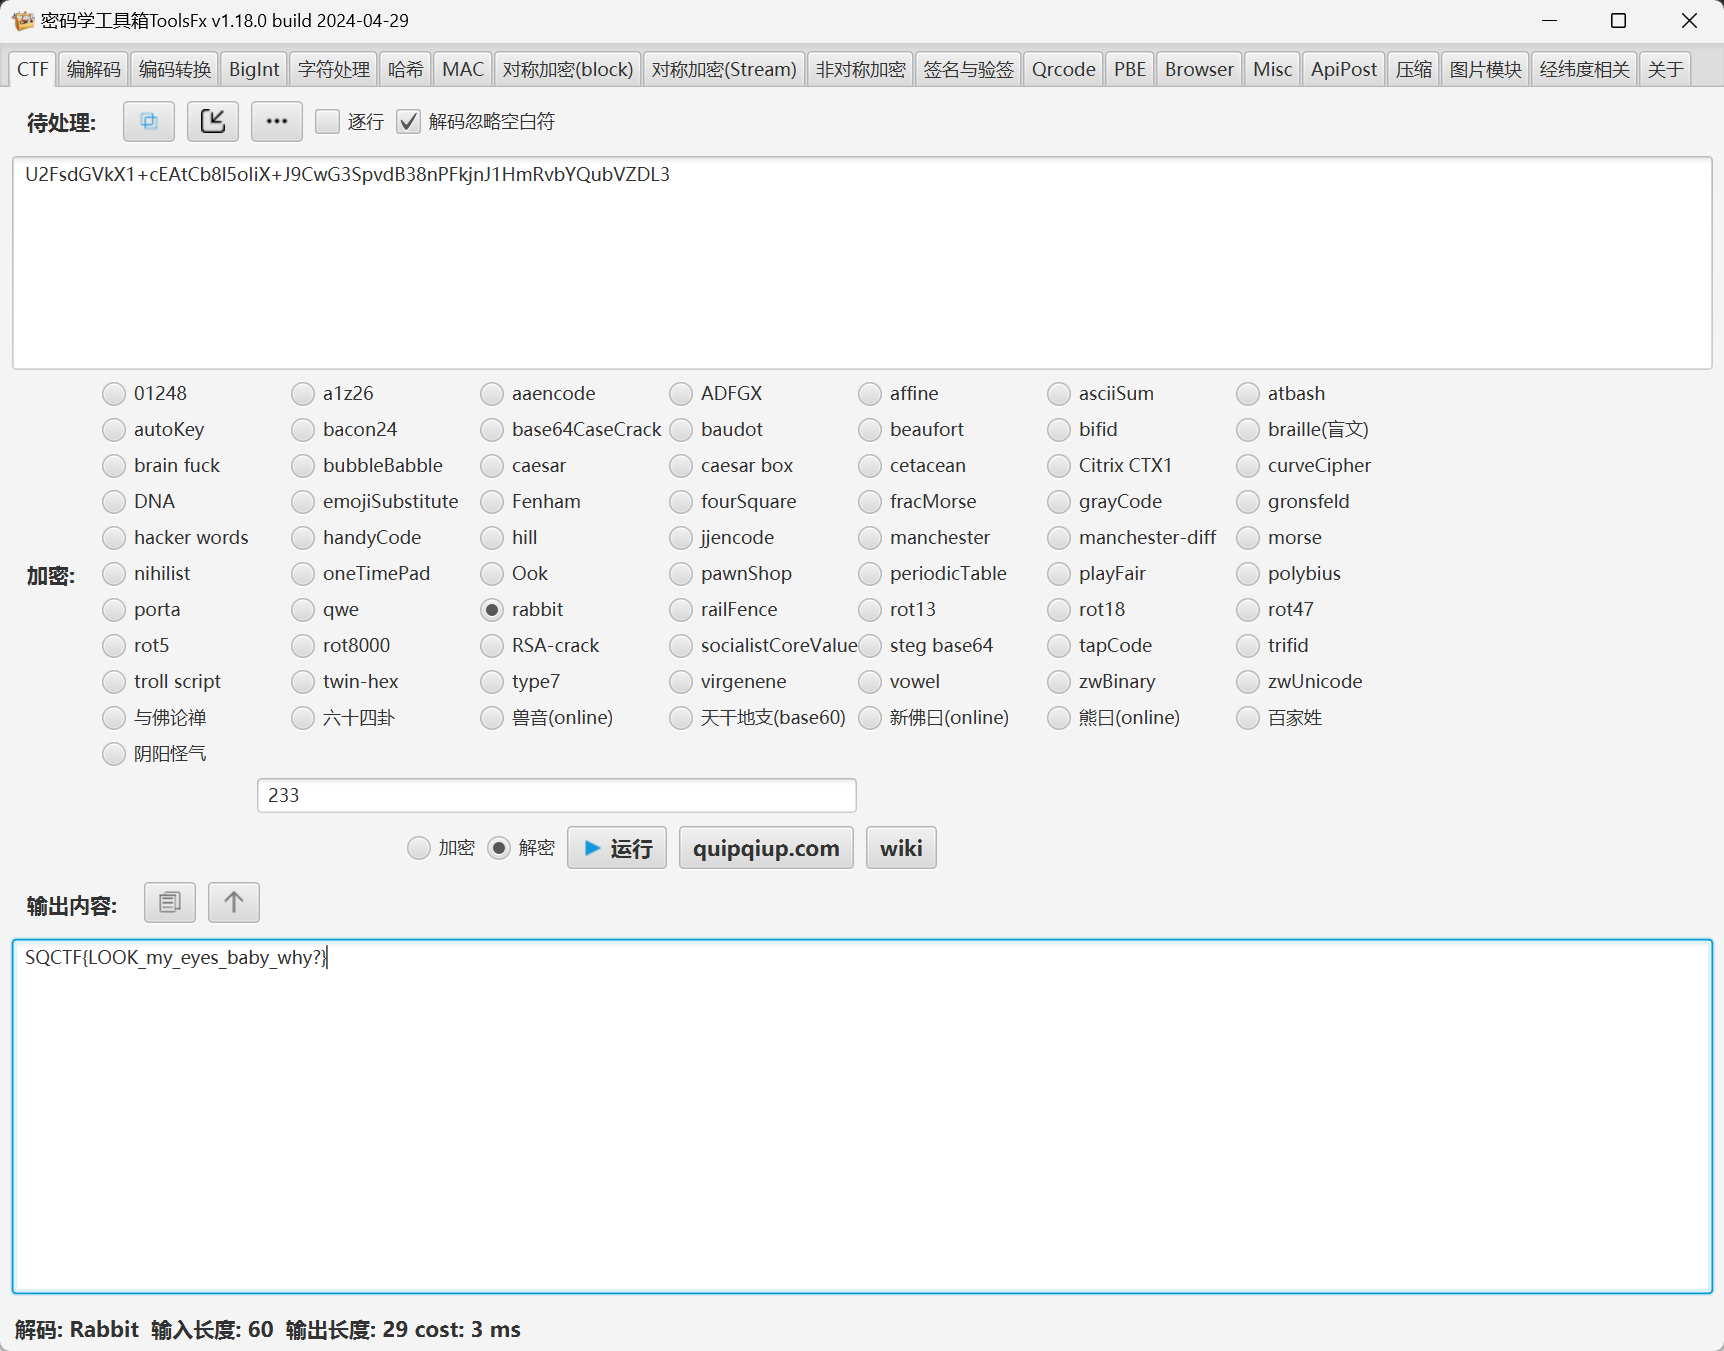 密码学工具箱ToolsFx v1.18.0 build 2024-04-29
CTF 编解码 编码转换 BigInt 字符处理 哈希 MAC 对称加密(block) 对称加密(Stream) 非对称加密 签名与验签 Qrcode PBE Browser Misc ApiPost 压缩 图片模块 经纬度相关 关于
待处理: 逐行 解码忽略空白符
U2FsdGVkX1+cEAtCb8I5oIiX+J9CwG3SpvdB38nPFkjnJ1HmRvbYQubVZDL3
01248 a1z26 aaencode ADFGX affine asciiSum atbash
autoKey bacon24 base64CaseCrack baudot beaufort bifid braille(盲文)
brain fuck bubbleBabble caesar caesar box cetacean Citrix CTX1 curveCipher
DNA emojiSubstitute Fenham fourSquare fracMorse grayCode gronsfeld
hacker words handyCode hill jjencode manchester manchester-diff morse
加密: nihilist oneTimePad Ook pawnShop periodicTable playFair polybius
porta qwe rabbit railFence rot13 rot18 rot47
rot5 rot8000 RSA-crack socialistCoreValue steg base64 tapCode trifid
troll script twin-hex type7 virgenene vowel zwBinary zwUnicode
与佛论禅 六十四卦 兽音(online) 天干地支(base60) 新佛曰(online) 熊曰(online) 百家姓
阴阳怪气
233
加密 解密 运行 quipqiup.com wiki
输出内容:
SQCTF{LOOK_my_eyes_baby_why?}
解码: Rabbit 输入长度: 60 输出长度: 29 cost: 3 ms